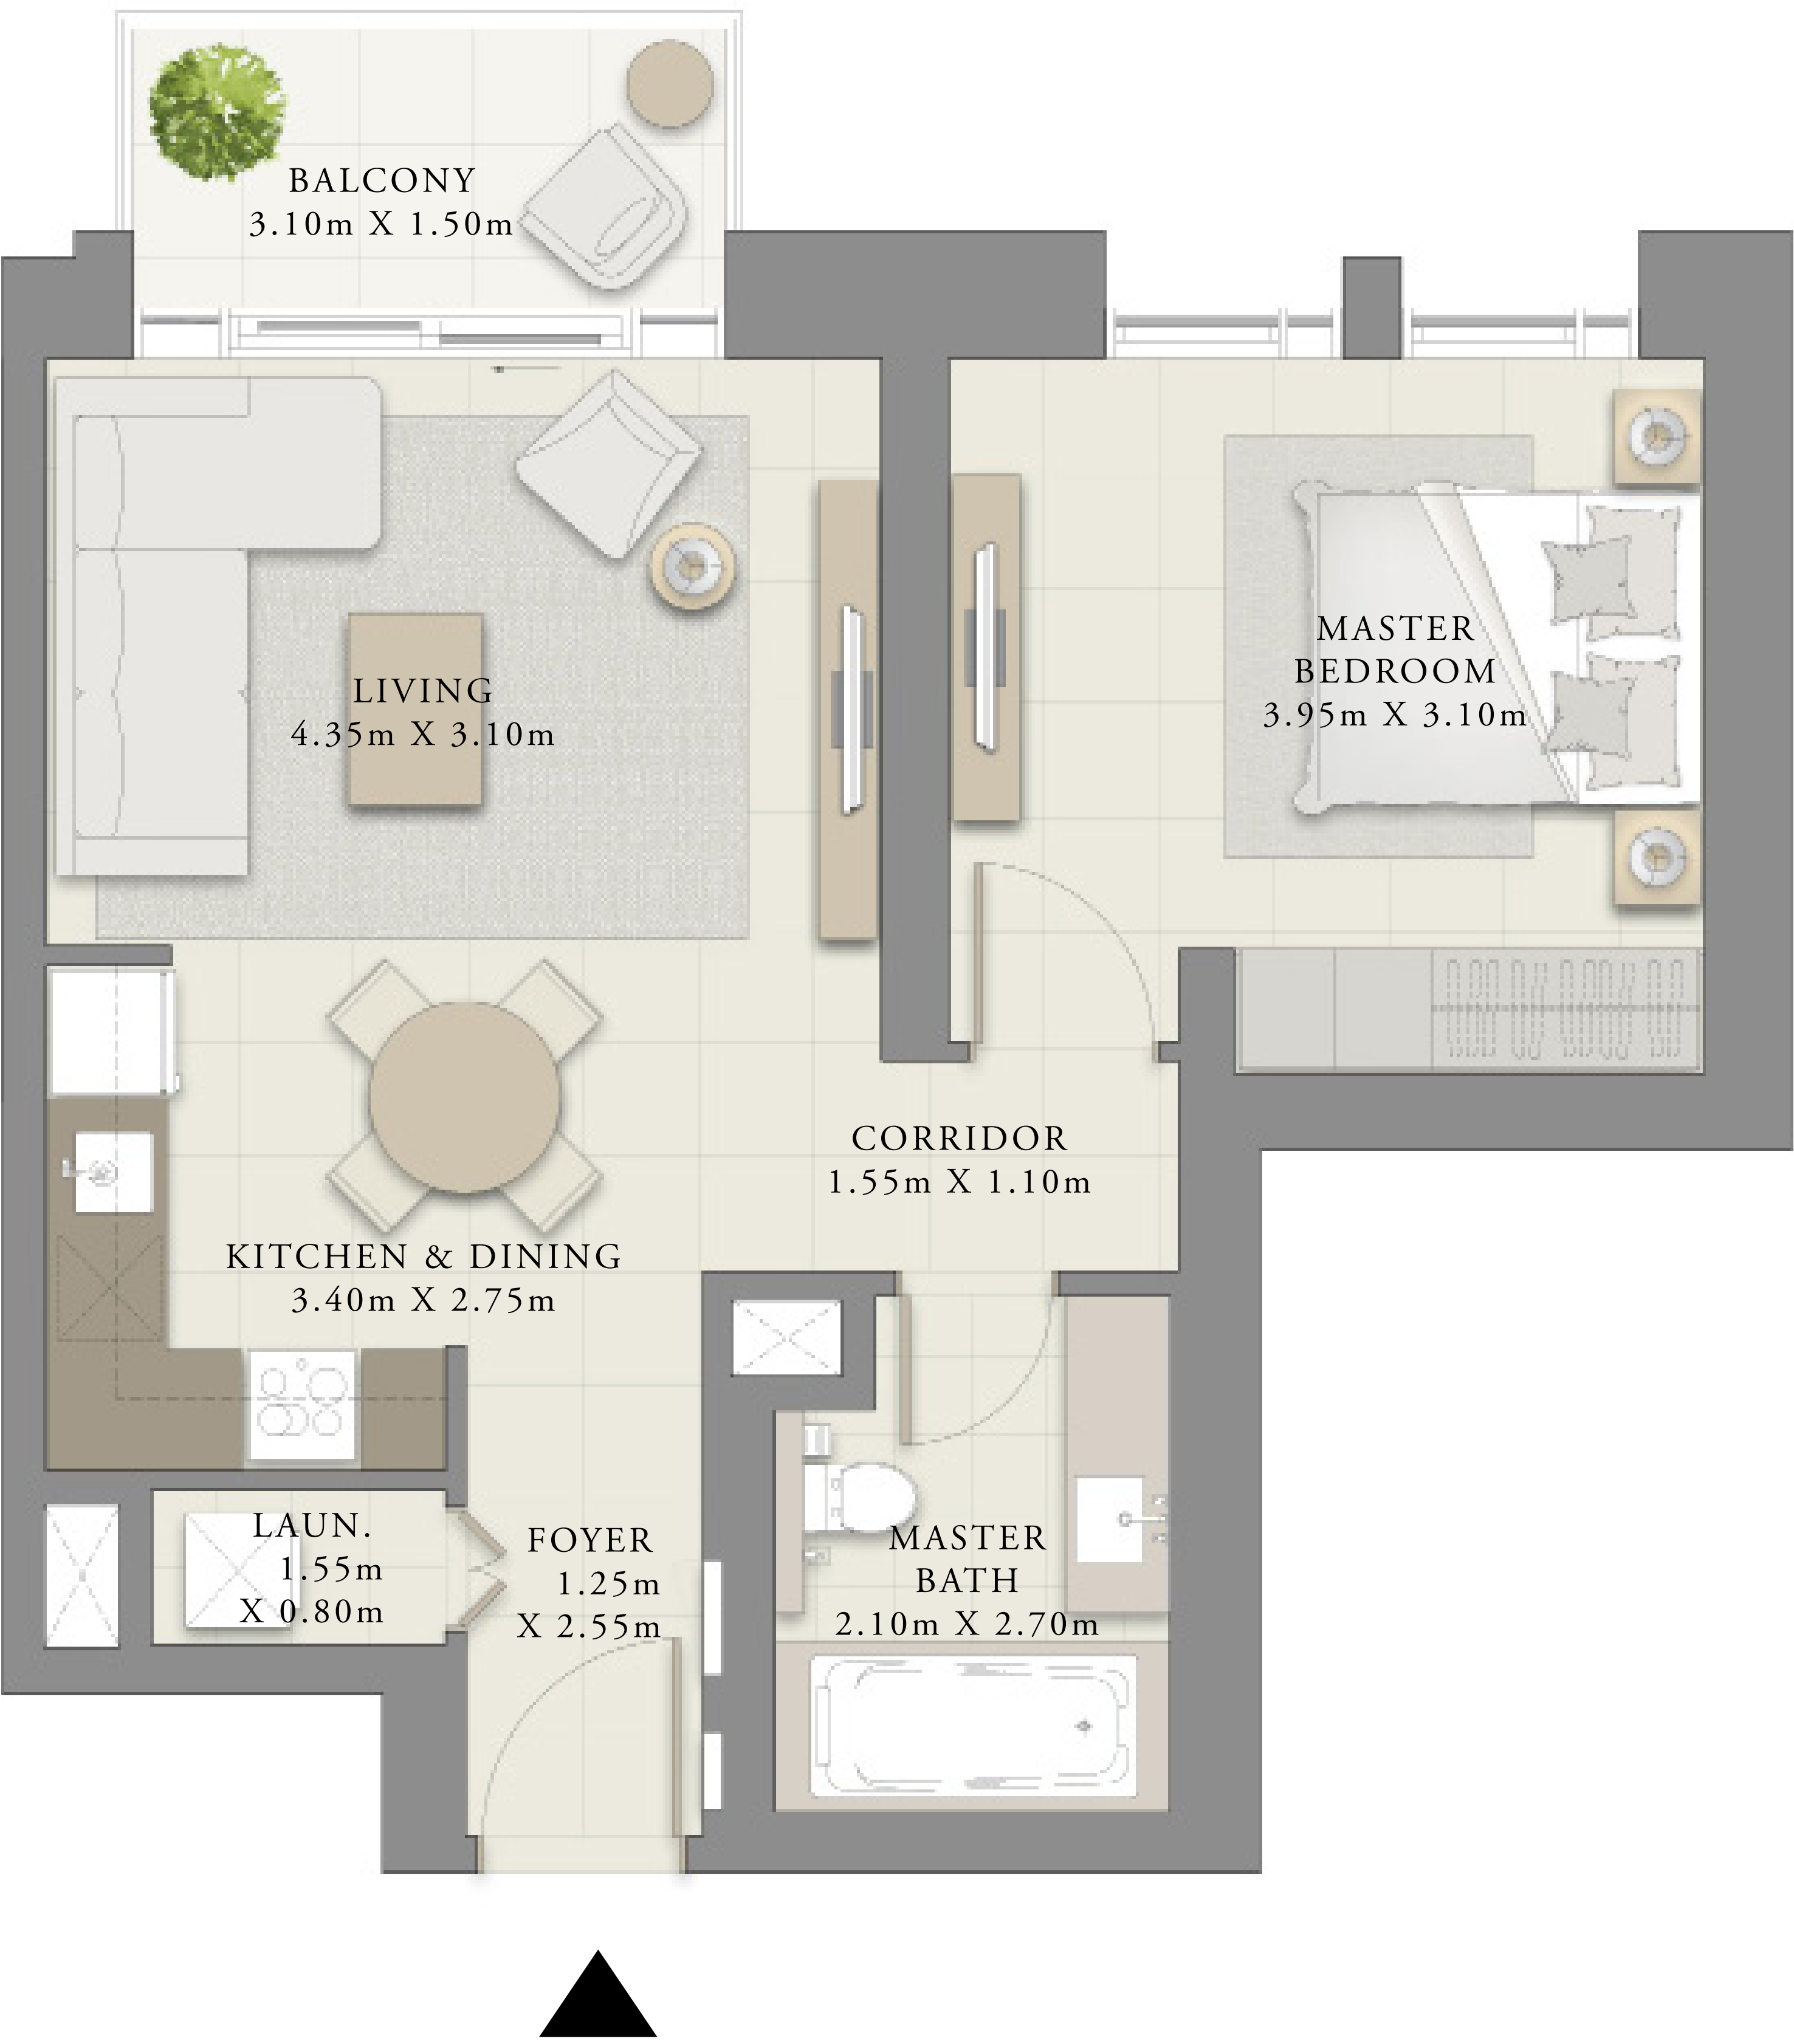 BALCONY
3.10m X 1.50m
LIVING
4.35m X 3.10m
MASTER
BEDROOM
3.95m X 3.10m
CORRIDOR
1.55m X 1.10m
KITCHEN & DINING
3.40m X 2.75m
LAUN.
1.55m
X 0.80m
FOYER
1.25m
X 2.55m
MASTER
BATH
2.10m X 2.70m